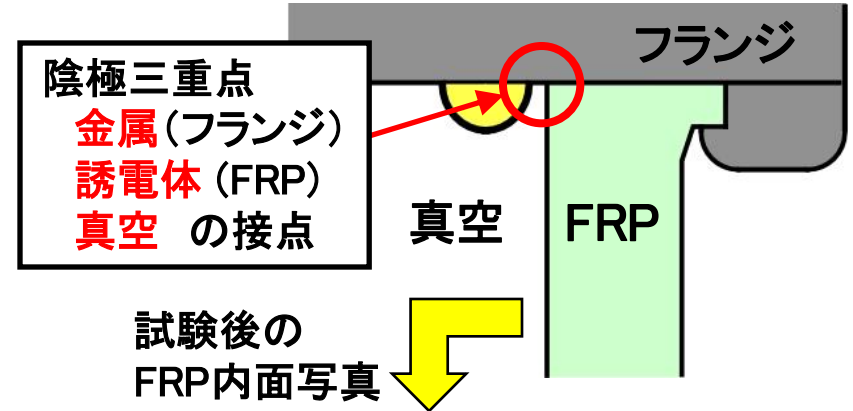 フランジ
陰極三重点
金属(フランジ)
誘電体(FRP)
真空 の接点
真空
FRP
試験後の
FRP内面写真